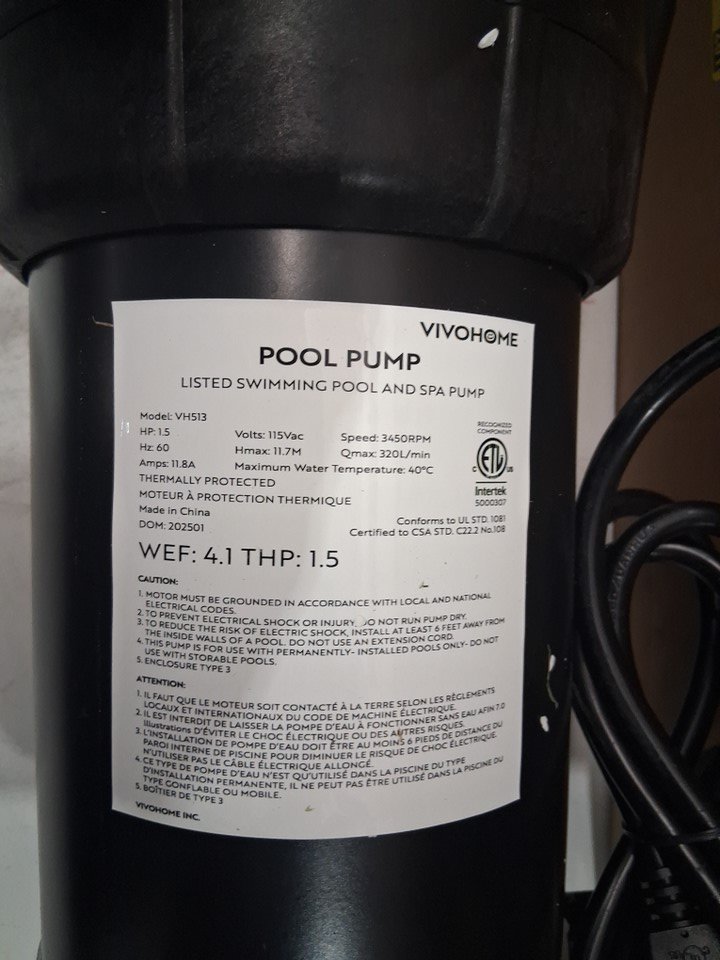 VIVOHOME
POOL PUMP
LISTED SWIMMING POOL AND SPA PUMP
Model: VH513
HP: 1.5 Volts: 115Vac Speed: 3450RPM
Hz: 60 Hmax: 11.7M Qmax: 320L/min
Amps: 11.8A Maximum Water Temperature: 40°C
RECOGNIZED
COMPONENT
C ETL US
Intertek
5000307
THERMALLY PROTECTED
MOTEUR À PROTECTION THERMIQUE
Made in China
DOM: 202501
Conforms to UL STD. 1081
Certified to CSA STD. C22.2 No.108
WEF: 4.1 THP: 1.5
CAUTION:
1. MOTOR MUST BE GROUNDED IN ACCORDANCE WITH LOCAL AND NATIONAL
ELECTRICAL CODES.
2. TO PREVENT ELECTRICAL SHOCK OR INJURY. DO NOT RUN PUMP DRY.
3. TO REDUCE THE RISK OF ELECTRIC SHOCK, INSTALL AT LEAST 6 FEET AWAY FROM
THE INSIDE WALLS OF A POOL. DO NOT USE AN EXTENSION CORD.
4. THIS PUMP IS FOR USE WITH PERMANENTLY- INSTALLED POOLS ONLY- DO NOT
USE WITH STORABLE POOLS.
5. ENCLOSURE TYPE 3
ATTENTION:
1. IL FAUT QUE LE MOTEUR SOIT CONTACTÉ À LA TERRE SELON LES RÈGLEMENTS
LOCAUX ET INTERNATIONAUX DU CODE DE MACHINE ÉLECTRIQUE.
2. IL EST INTERDIT DE LAISSER LA POMPE D'EAU À FONCTIONNER SANS EAU AFIN 7.0
Illustrations D'ÉVITER LE CHOC ÉLECTRIQUE OU DES AUTRES RISQUES.
3. L'INSTALLATION DE POMPE D'EAU DOIT ÊTRE AU MOINS 6 PIEDS DE DISTANCE DU
PAROI INTERNE DE PISCINE POUR DIMINUER LE RISQUE DE CHOC ÉLECTRIQUE.
N'UTILISER PAS LE CÂBLE ÉLECTRIQUE ALLONGÉ.
4. CE TYPE DE POMPE D'EAU N'EST QU'UTILISÉ DANS LA PISCINE DU TYPE
D'INSTALLATION PERMANENTE, IL NE PEUT PAS ÊTRE UTILISÉ DANS LA PISCINE DU
TYPE GONFLABLE OU MOBILE.
5. BOÎTIER DE TYPE 3
VIVOHOME INC.